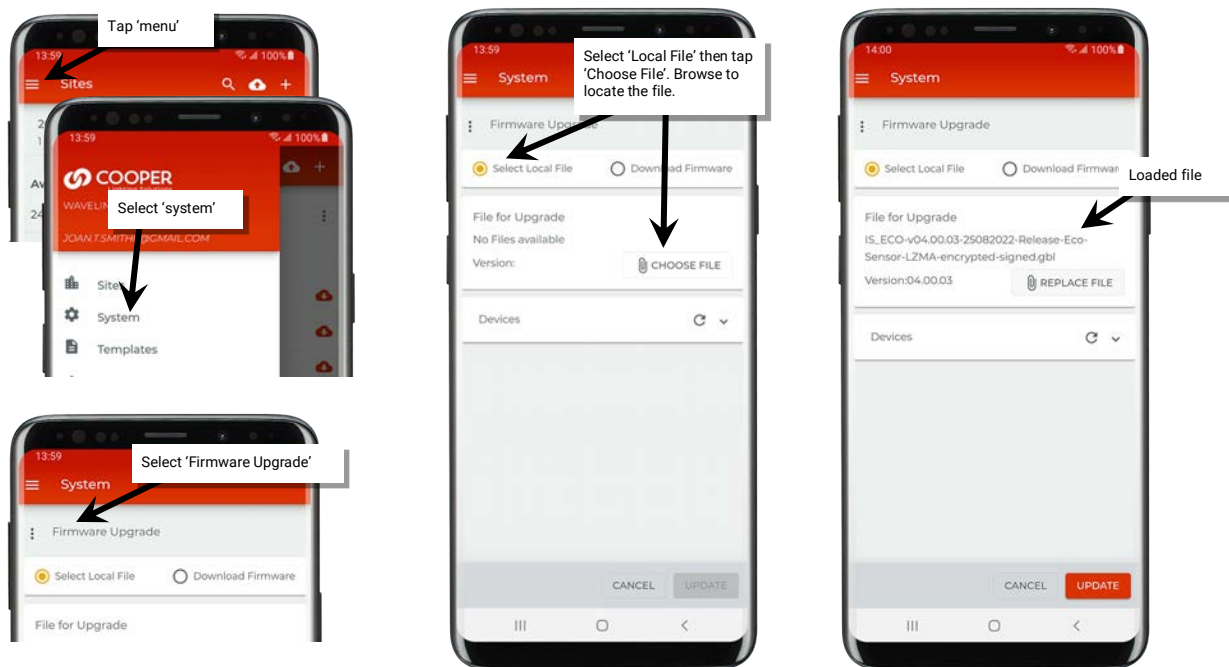 Tap ‘menu’
13:59
100%
Sites
13:59
100%
COOPER
Lighting Solutions
Select ‘system’
JOAN.T.SMITH@GMAIL.COM
System
Templates
13:59
Select ‘Firmware Upgrade’
System
Firmware Upgrade
Select Local File
Download Firmware
File for Upgrade
13:59
Select ‘Local File’ then tap
‘Choose File’. Browse to
locate the file.
System
Firmware Upgrade
Select Local File
Download Firmware
File for Upgrade
No Files available
Version:
CHOOSE FILE
Devices
CANCEL
UPDATE
14:00
100%
System
Firmware Upgrade
Select Local File
Download Firmware
Loaded file
File for Upgrade
IS_ECO-v04.00.03-25082022-Release-Eco-
Sensor-LZMA-encrypted-signed.gbl
Version:04.00.03
REPLACE FILE
Devices
CANCEL
UPDATE